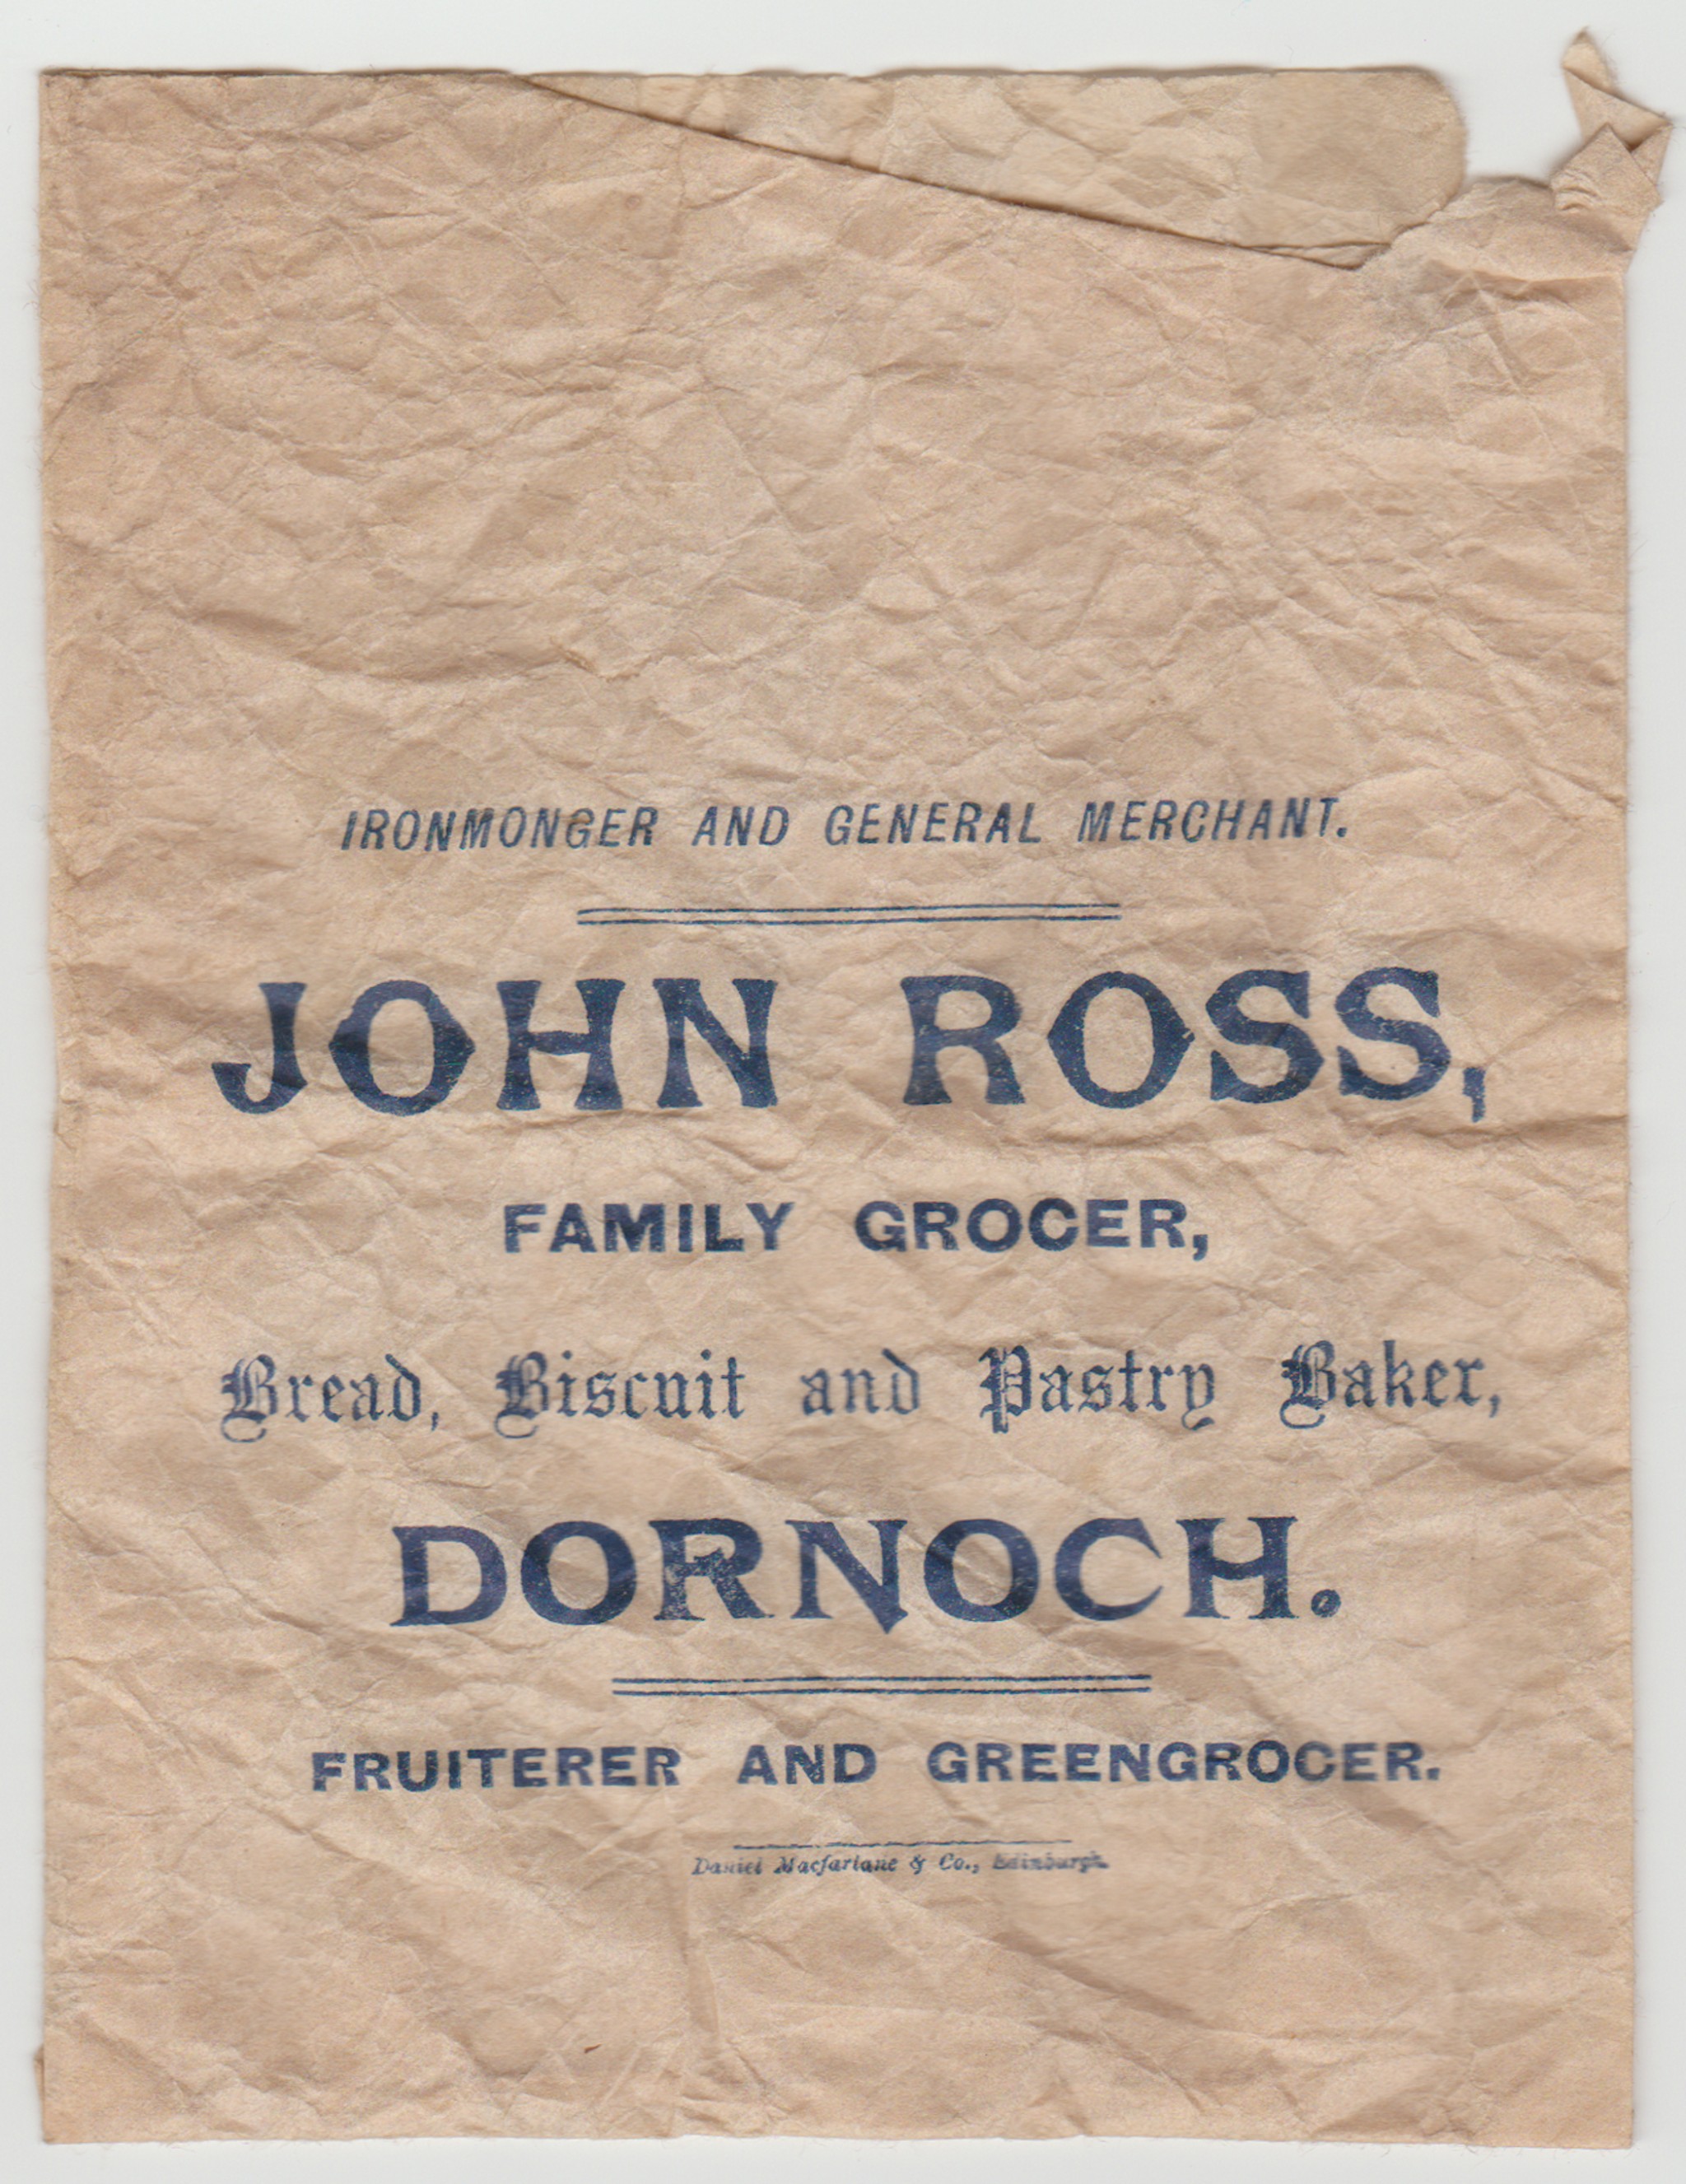 IRONMONGER AND GENERAL MERCHANT.
JOHN ROSS,
FAMILY GROCER,
Bread, Biscuit and Pastry Baker,
DORNOCH.
FRUITERER AND GREENGROCER.
Daniel Macfarlane & Co., Edinburgh.